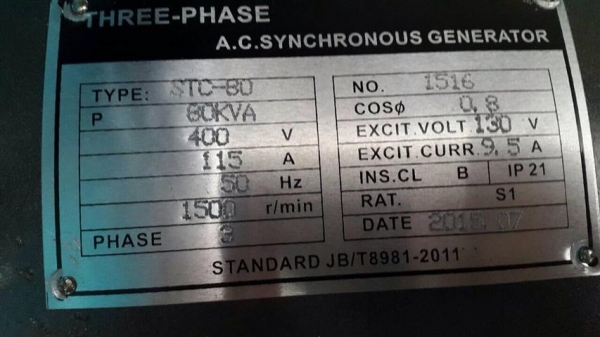 THREE-PHASE
A.C.SYNCHRONOUS GENERATOR
TYPE: STC-80
P 80KVA
400 V
115 A
50 Hz
1500 r/min
PHASE 3
NO. 1516
COSϕ 0,8
EXCIT.VOLT 130 V
EXCIT.CURR.9,5 A
INS.CL B IP 21
RAT. S1
DATE 2015.07
STANDARD JB/T8981-2011